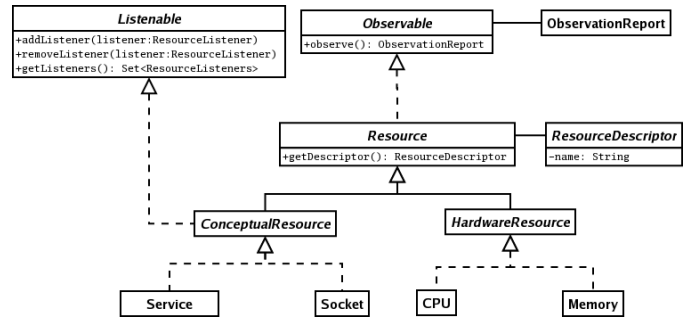 Listenable
+addListener(listener:ResourceListener)
+removeListener(listener:ResourceListener)
+getListeners(): Set<ResourceListeners>
Observable
+observe(): ObservationReport
ObservationReport
Resource
+getDescriptor(): ResourceDescriptor
ResourceDescriptor
-name: String
ConceptualResource
HardwareResource
Service
Socket
CPU
Memory